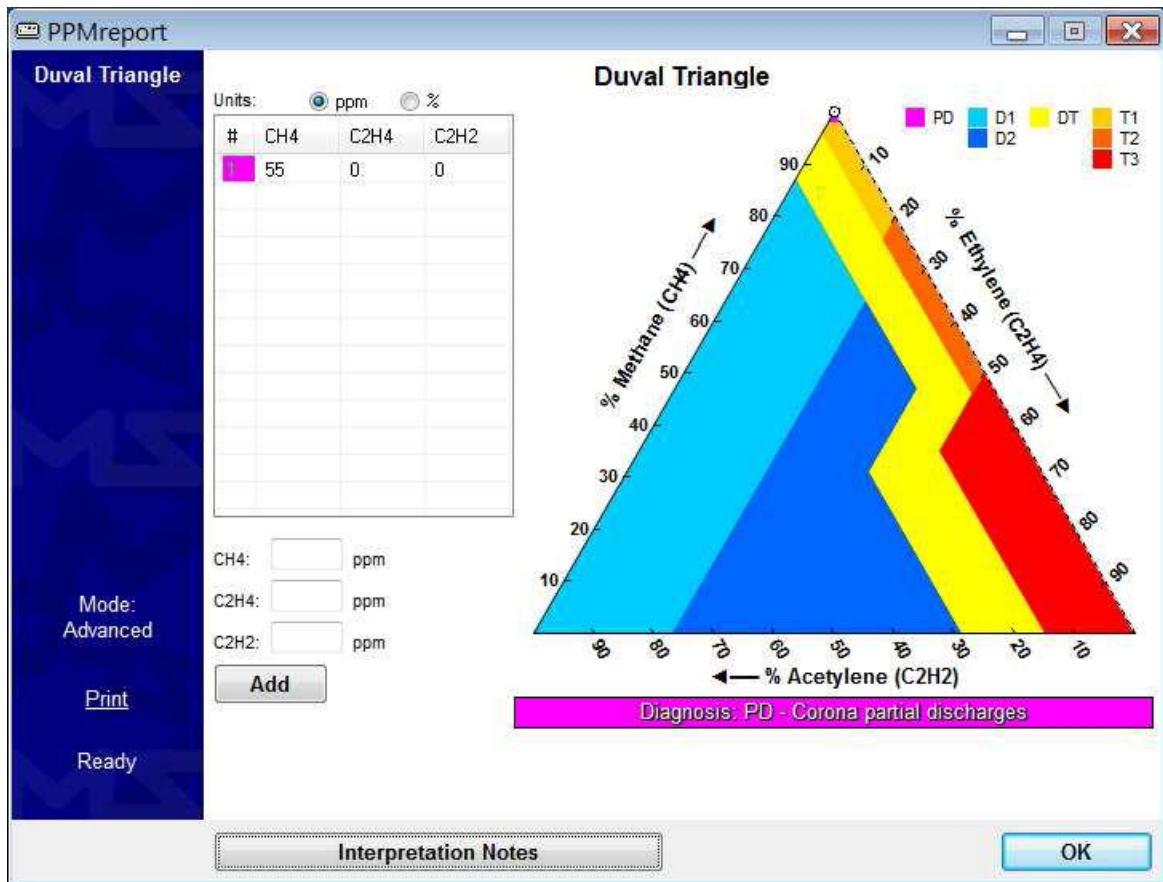 PPMreport
Duval Triangle
Mode:
Advanced
Print
Ready
Units: ppm %
# CH4 C2H4 C2H2
1 55 0 0
CH4: ppm
C2H4: ppm
C2H2: ppm
Add
Duval Triangle
PD D1 DT T1
D2 T2
T3
% Methane (CH4)
90
80
70
60
50
40
30
20
10
% Ethylene (C2H4)
10
20
30
40
50
60
70
80
90
90 80 70 60 50 40 30 20 10
% Acetylene (C2H2)
Diagnosis: PD - Corona partial discharges
Interpretation Notes
OK